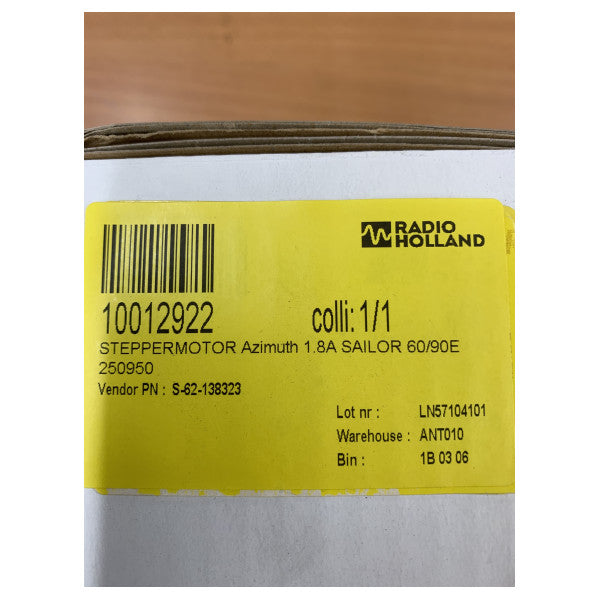 RADIO
HOLLAND
10012922 colli: 1/1
STEPPERMOTOR Azimuth 1.8A SAILOR 60/90E
250950
Vendor PN : S-62-138323
Lot nr : LN57104101
Warehouse : ANT010
Bin : 1B 03 06